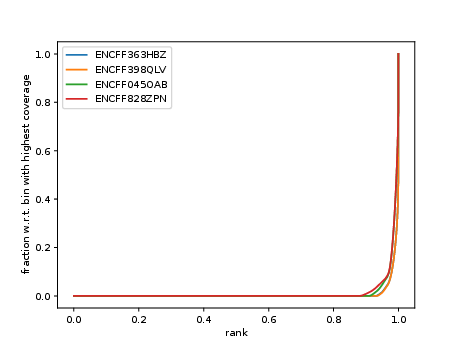 ENCFF363HBZ
ENCFF398QLV
ENCFF045OAB
ENCFF828ZPN
fraction w.r.t. bin with highest coverage
1.0
0.8
0.6
0.4
0.2
0.0
0.0 0.2 0.4 0.6 0.8 1.0
rank